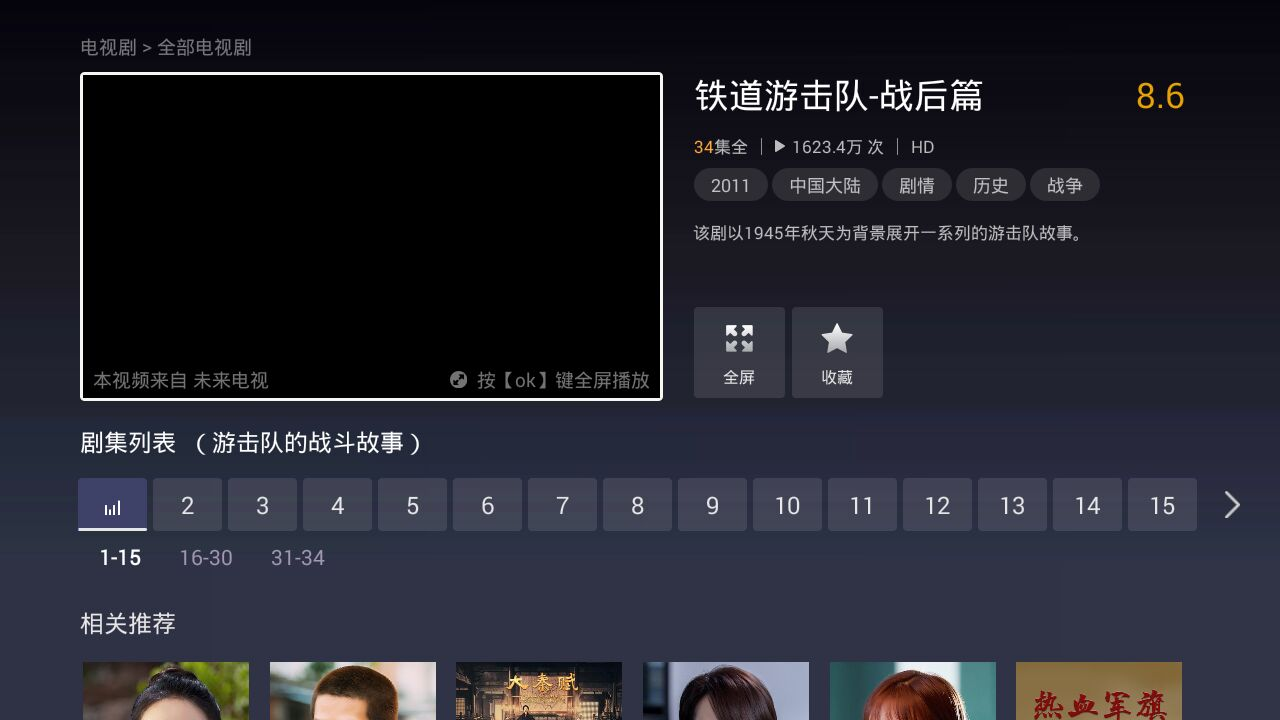 电视剧 > 全部电视剧
铁道游击队-战后篇
8.6
34集全 | ▶ 1623.4万 次 | HD
2011 中国大陆 剧情 历史 战争
该剧以1945年秋天为背景展开一系列的游击队故事。
本视频来自 未来电视
按【ok】键全屏播放
全屏 收藏
剧集列表 （游击队的战斗故事）
2 3 4 5 6 7 8 9 10 11 12 13 14 15
1-15 16-30 31-34
相关推荐
大秦赋
热血军旗